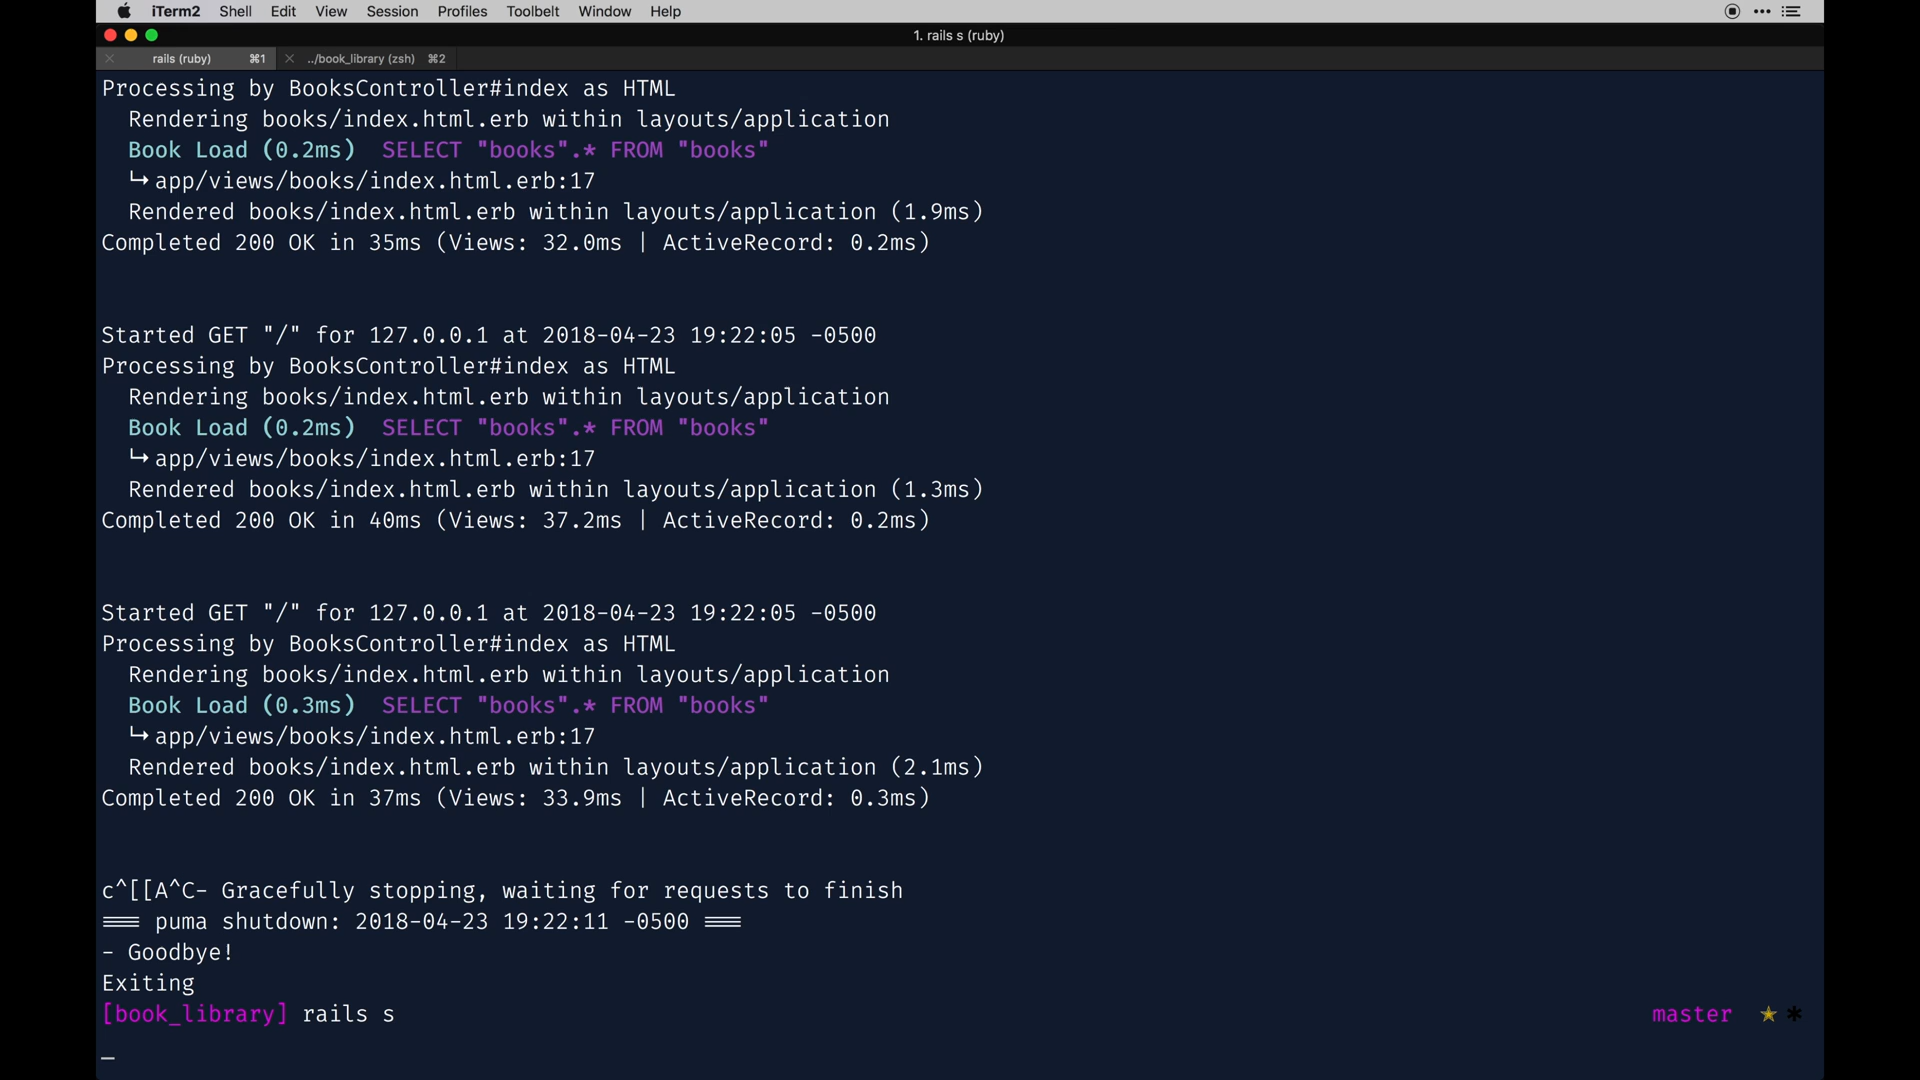 iTerm2 Shell Edit View Session Profiles Toolbelt Window Help
1. rails s (ruby)
rails (ruby) ⌘1 ../book_library (zsh) ⌘2
Processing by BooksController#index as HTML
Rendering books/index.html.erb within layouts/application
Book Load (0.2ms) SELECT "books".* FROM "books"
↳ app/views/books/index.html.erb:17
Rendered books/index.html.erb within layouts/application (1.9ms)
Completed 200 OK in 35ms (Views: 32.0ms | ActiveRecord: 0.2ms)
Started GET "/" for 127.0.0.1 at 2018-04-23 19:22:05 -0500
Processing by BooksController#index as HTML
Rendering books/index.html.erb within layouts/application
Book Load (0.2ms) SELECT "books".* FROM "books"
↳ app/views/books/index.html.erb:17
Rendered books/index.html.erb within layouts/application (1.3ms)
Completed 200 OK in 40ms (Views: 37.2ms | ActiveRecord: 0.2ms)
Started GET "/" for 127.0.0.1 at 2018-04-23 19:22:05 -0500
Processing by BooksController#index as HTML
Rendering books/index.html.erb within layouts/application
Book Load (0.3ms) SELECT "books".* FROM "books"
↳ app/views/books/index.html.erb:17
Rendered books/index.html.erb within layouts/application (2.1ms)
Completed 200 OK in 37ms (Views: 33.9ms | ActiveRecord: 0.3ms)
c^[[A^C- Gracefully stopping, waiting for requests to finish
=== puma shutdown: 2018-04-23 19:22:11 -0500 ===
- Goodbye!
Exiting
[book_library] rails s master ★ *